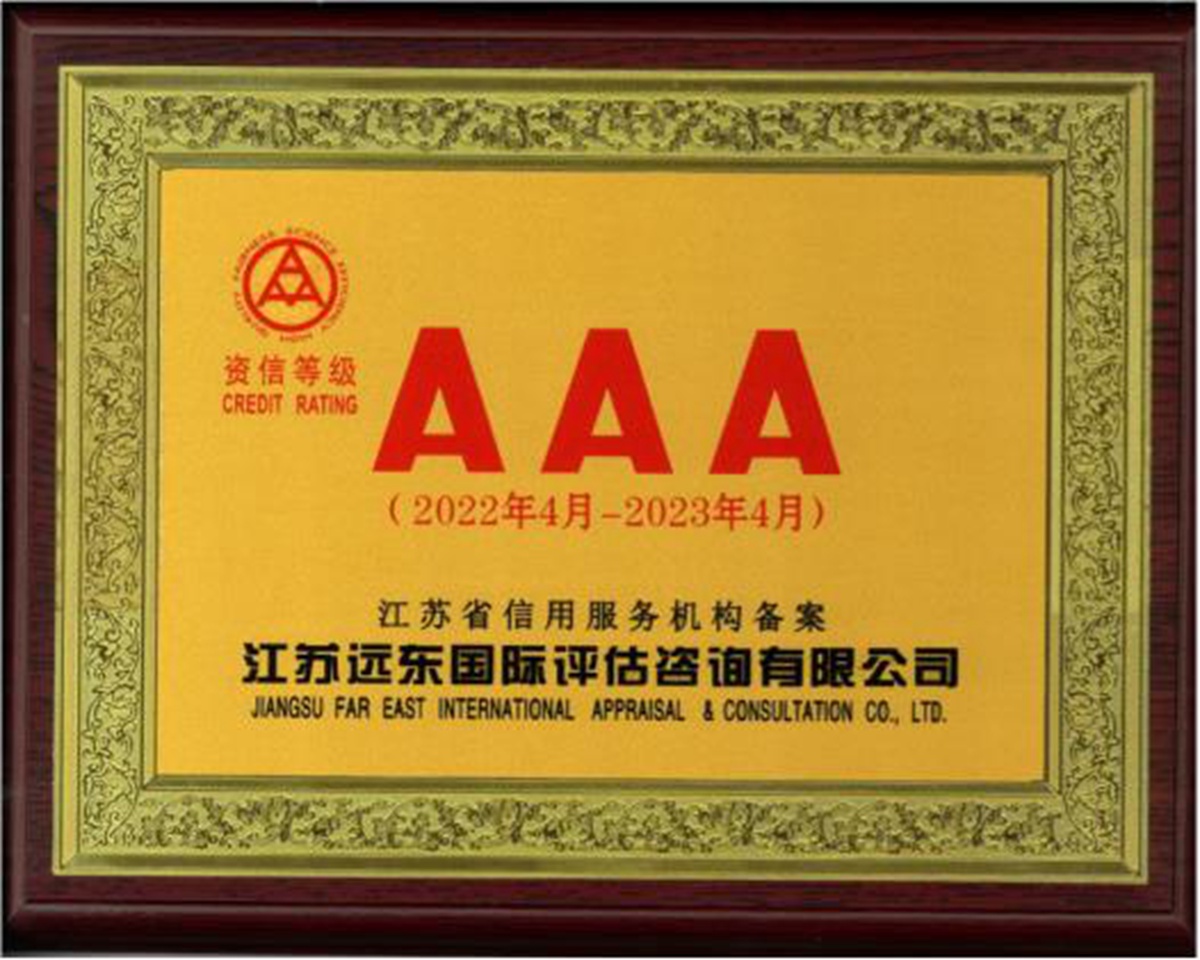 FAIRNESS SCIENCE
资信等级
CREDIT RATING
AAA
(2022年4月-2023年4月)
江苏省信用服务机构备案
江苏远东国际评估咨询有限公司
JIANGSU FAR EAST INTERNATIONAL APPRAISAL & CONSULTATION CO., LTD.